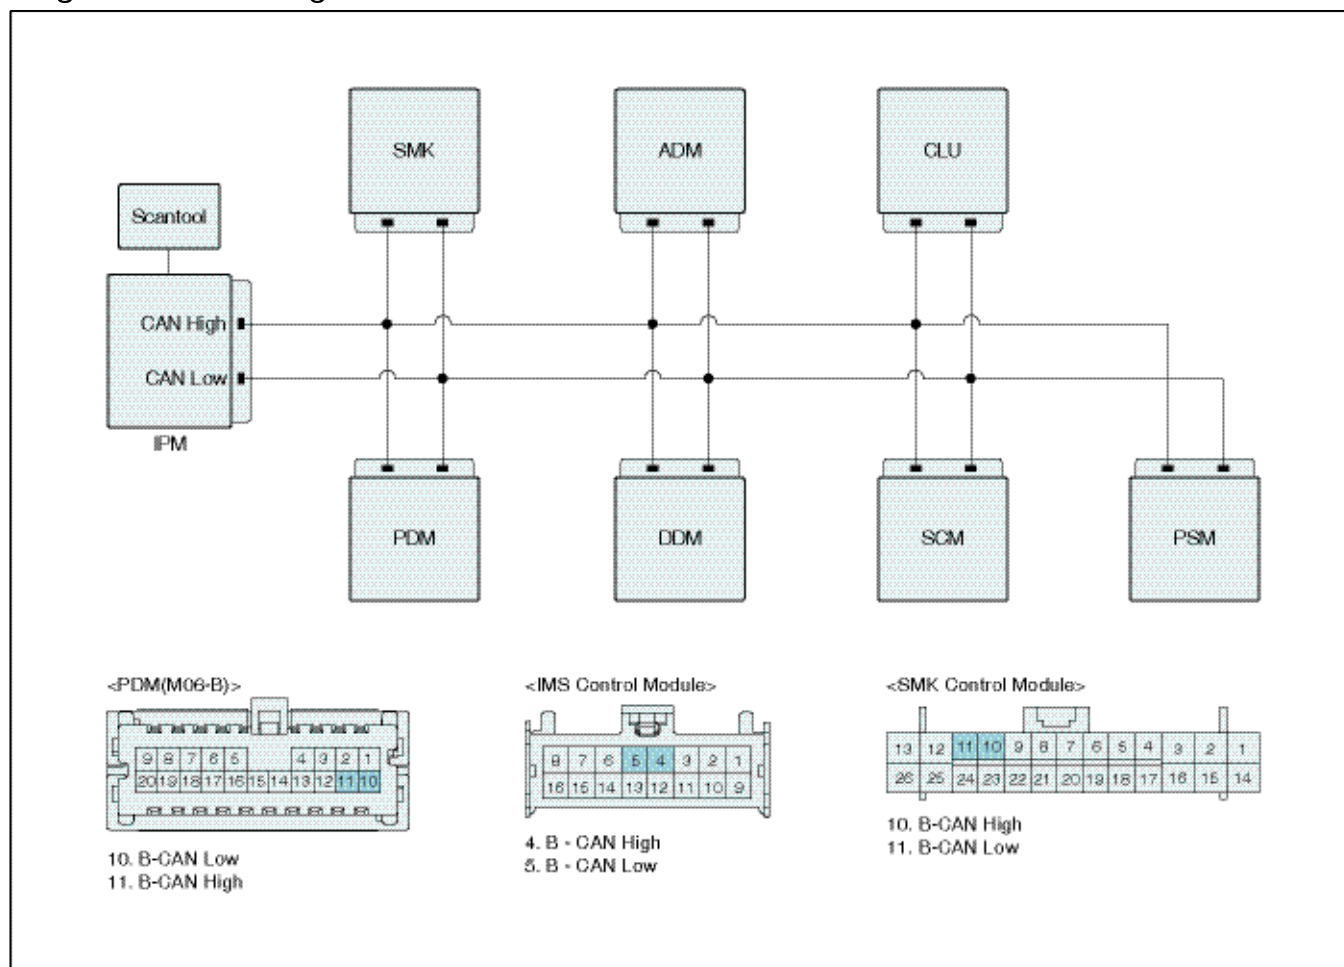 SMK
ADM
CLU
Scantool
CAN High
CAN Low
IPM
PDM
DDM
SCM
PSM
<PDM(M06-B)>
9 8 7 6 5 4 3 2 1
20 19 18 17 16 15 14 13 12 11 10
10. B-CAN Low
11. B-CAN High
<IMS Control Module>
8 7 6 5 4 3 2 1
16 15 14 13 12 11 10 9
4. B - CAN High
5. B - CAN Low
<SMK Control Module>
13 12 11 10 9 8 7 6 5 4 3 2 1
26 25 24 23 22 21 20 19 18 17 16 15 14
10. B-CAN High
11. B-CAN Low